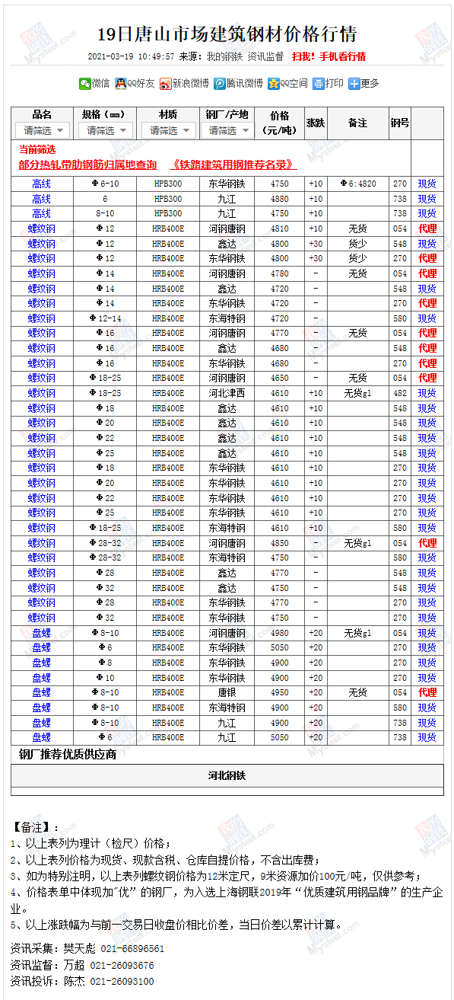 19日唐山市场建筑钢材价格行情
2021-03-19 10:49:57 来源：我的钢铁 资讯监督 扫我！手机看行情
微信 QQ好友 新浪微博 腾讯微博 QQ空间 打印 更多
品名 规格（mm） 材质 钢厂/产地 价格（元/吨） 涨跌 备注 钢号
请筛选 请筛选 请筛选 请筛选
当前筛选
部分热轧带肋钢筋归属地查询 《铁路建筑用钢推荐名录》
高线 Φ6-10 HPB300 东华钢铁 4750 +10 Φ6:4820 270 现货
高线 6 HPB300 九江 4880 +10 738 现货
高线 8-10 HPB300 九江 4750 +10 738 现货
螺纹钢 Φ12 HRB400E 河钢唐钢 4810 +10 无货 054 代理
螺纹钢 Φ12 HRB400E 鑫达 4800 +30 货少 548 现货
螺纹钢 Φ12 HRB400E 东华钢铁 4800 +30 货少 270 代理
螺纹钢 Φ14 HRB400E 河钢唐钢 4780 - 无货 054 代理
螺纹钢 Φ14 HRB400E 鑫达 4720 - 548 现货
螺纹钢 Φ14 HRB400E 东华钢铁 4720 - 270 代理
螺纹钢 Φ12-14 HRB400E 东海特钢 4720 - 580 现货
螺纹钢 Φ16 HRB400E 河钢唐钢 4770 - 无货 054 代理
螺纹钢 Φ16 HRB400E 鑫达 4680 - 548 代理
螺纹钢 Φ16 HRB400E 东华钢铁 4680 - 270 代理
螺纹钢 Φ18-25 HRB400E 河钢唐钢 4650 - 无货 054 代理
螺纹钢 Φ18-25 HRB400E 河北津西 4610 +10 无货gl 482 现货
螺纹钢 Φ18 HRB400E 鑫达 4610 +10 548 现货
螺纹钢 Φ20 HRB400E 鑫达 4610 +10 548 现货
螺纹钢 Φ22 HRB400E 鑫达 4610 +10 548 现货
螺纹钢 Φ25 HRB400E 鑫达 4610 +10 548 现货
螺纹钢 Φ18 HRB400E 东华钢铁 4610 +10 270 现货
螺纹钢 Φ20 HRB400E 东华钢铁 4610 +10 270 现货
螺纹钢 Φ22 HRB400E 东华钢铁 4610 +10 270 现货
螺纹钢 Φ25 HRB400E 东华钢铁 4610 +10 270 现货
螺纹钢 Φ18-25 HRB400E 东海特钢 4610 +10 580 现货
螺纹钢 Φ28-32 HRB400E 河钢唐钢 4850 - 无货gl 054 代理
螺纹钢 Φ28-32 HRB400E 东海特钢 4750 - 580 现货
螺纹钢 Φ28 HRB400E 鑫达 4770 - 548 现货
螺纹钢 Φ32 HRB400E 鑫达 4750 - 548 现货
螺纹钢 Φ28 HRB400E 东华钢铁 4770 - 270 现货
螺纹钢 Φ32 HRB400E 东华钢铁 4750 - 270 现货
盘螺 Φ8-10 HRB400E 河钢唐钢 4980 +20 无货gl 054 现货
盘螺 Φ6 HRB400E 东华钢铁 5050 +20 270 现货
盘螺 Φ8 HRB400E 东华钢铁 4900 +20 270 现货
盘螺 Φ10 HRB400E 东华钢铁 4900 +20 270 现货
盘螺 Φ8-10 HRB400E 唐银 4950 +20 无货 054 代理
盘螺 Φ8-10 HRB400E 东海特钢 4900 +20 580 现货
盘螺 Φ8-10 HRB400E 九江 4900 +20 738 现货
盘螺 Φ6 HRB400E 九江 5050 +20 738 现货
钢厂推荐优质供应商
河北钢铁
【备注】：
1、以上表列为理计（检尺）价格；
2、以上表列价格为现货、现款含税、仓库自提价格，不含出库费；
3、如为特别注明，以上表列螺纹钢价格为12米定尺，9米资源加价100元/吨，仅供参考；
4、价格表单中体现加"优"的钢厂，为入选上海钢联2019年“优质建筑用钢品牌”的生产企
业。
5、以上涨跌幅为与前一交易日收盘价相比价差，当日价差以累计计算。
资讯采集：樊天彪 021-66896561
资讯监督：万超 021-26093676
资讯投诉：陈杰 021-26093100